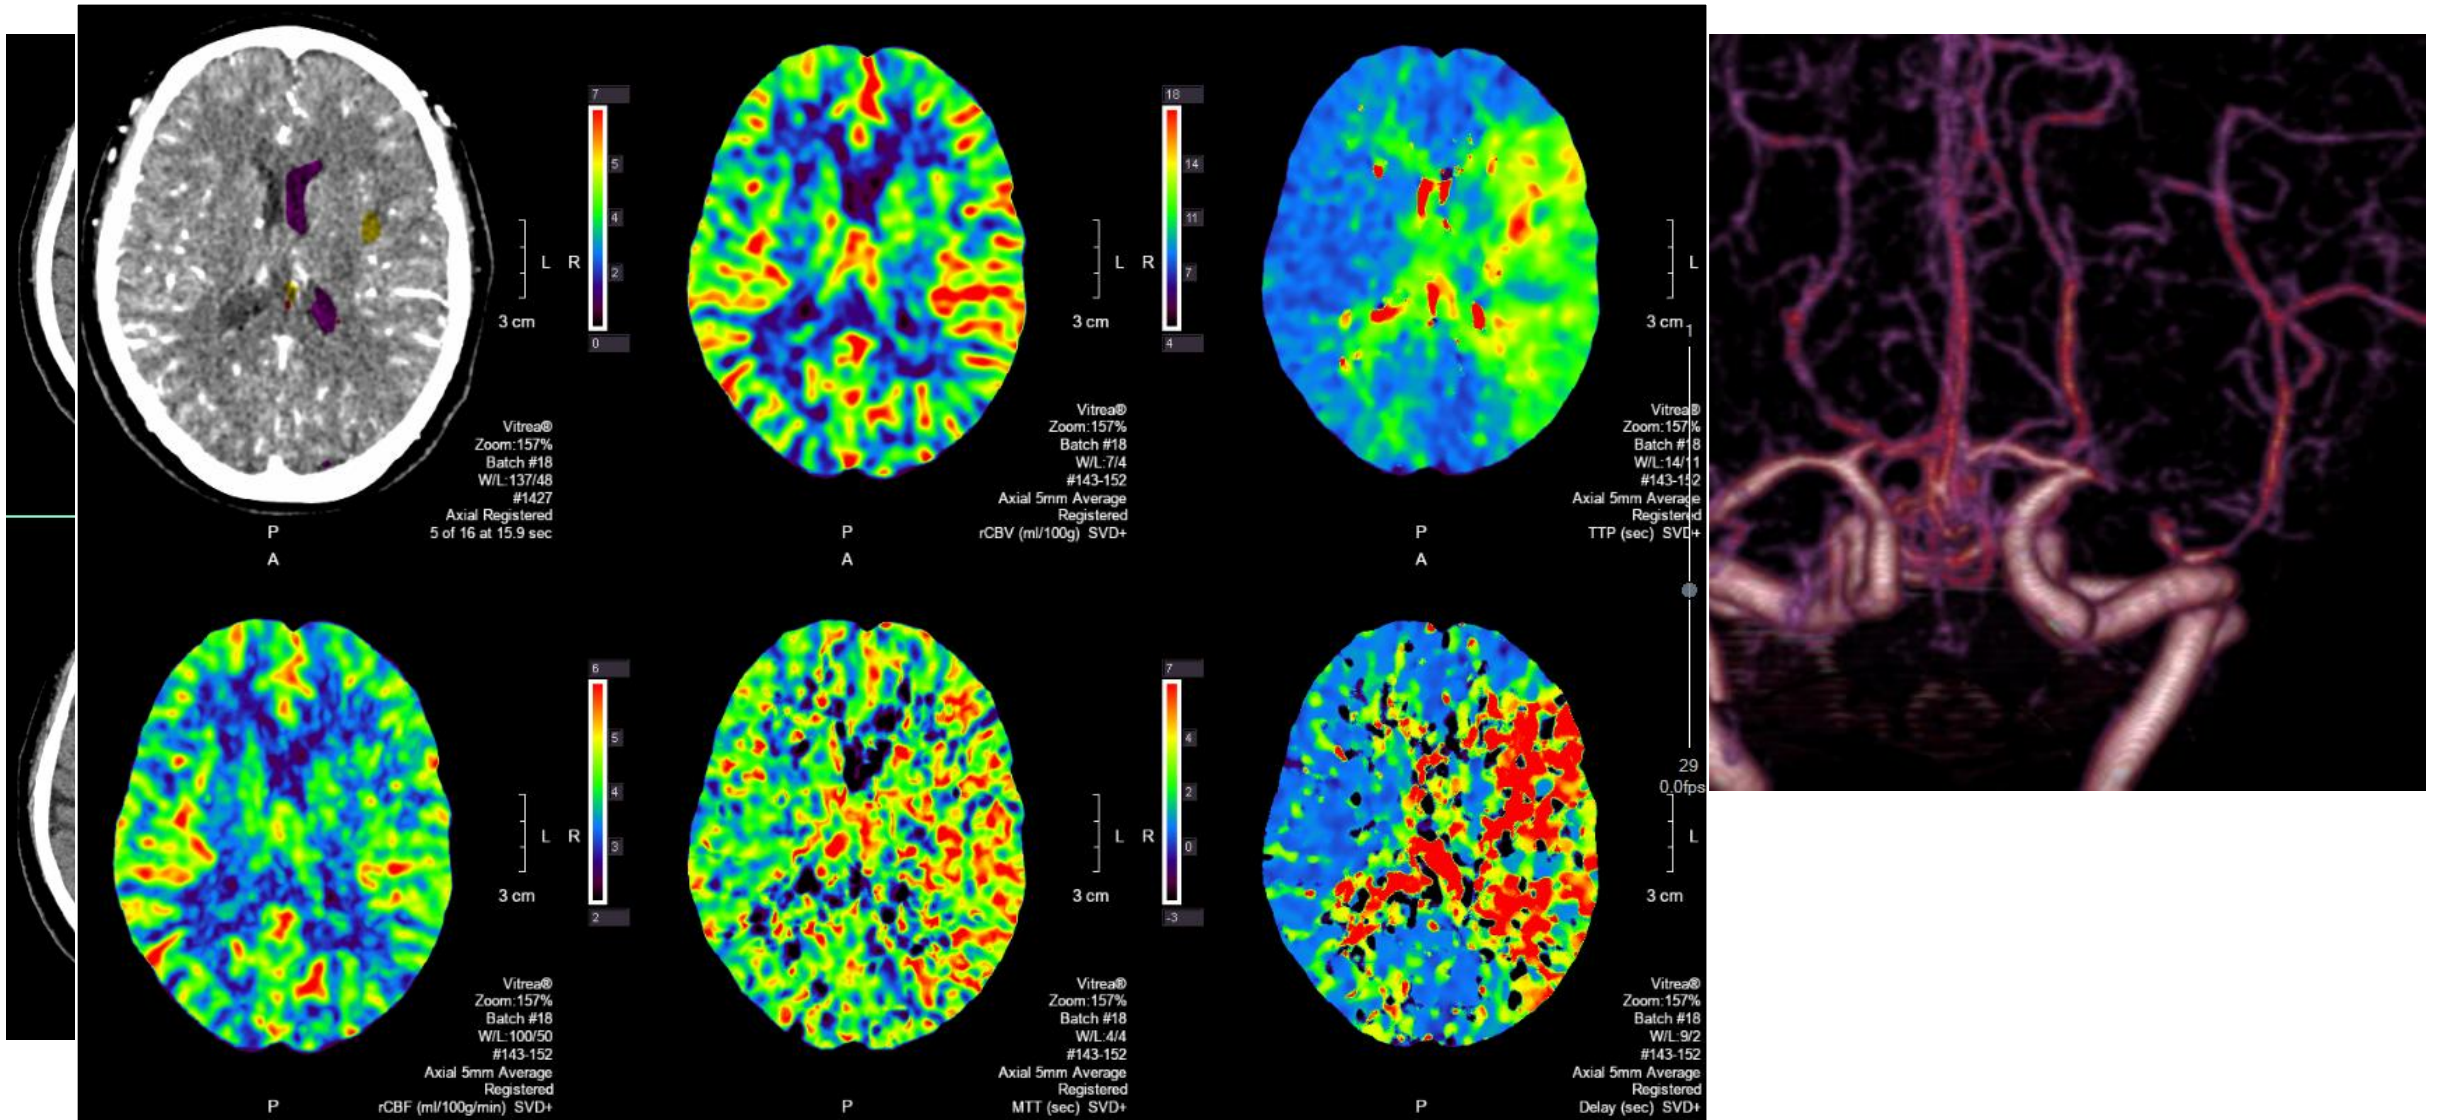 7
5
4
2
0
L
R
3 cm
Vitrea®
Zoom:157%
Batch #18
W/L:137/48
#1427
Axial Registered
5 of 16 at 15.9 sec
P
A
18
14
11
7
4
L
R
3 cm
Vitrea®
Zoom:157%
Batch #18
W/L:7/4
#143-152
Axial 5mm Average
Registered
rCBV (ml/100g) SVD+
P
A
L
3 cm
1
Vitrea®
Zoom:157%
Batch #18
W/L:14/11
#143-152
Axial 5mm Average
Registered
TTP (sec) SVD+
P
A
6
5
4
3
2
L
R
3 cm
Vitrea®
Zoom:157%
Batch #18
W/L:100/50
#143-152
Axial 5mm Average
Registered
rCBF (ml/100g/min) SVD+
P
7
4
2
0
-3
L
R
3 cm
Vitrea®
Zoom:157%
Batch #18
W/L:4/4
#143-152
Axial 5mm Average
Registered
MTT (sec) SVD+
P
29
0.0fps
L
3 cm
Vitrea®
Zoom:157%
Batch #18
W/L:9/2
#143-152
Axial 5mm Average
Registered
Delay (sec) SVD+
P